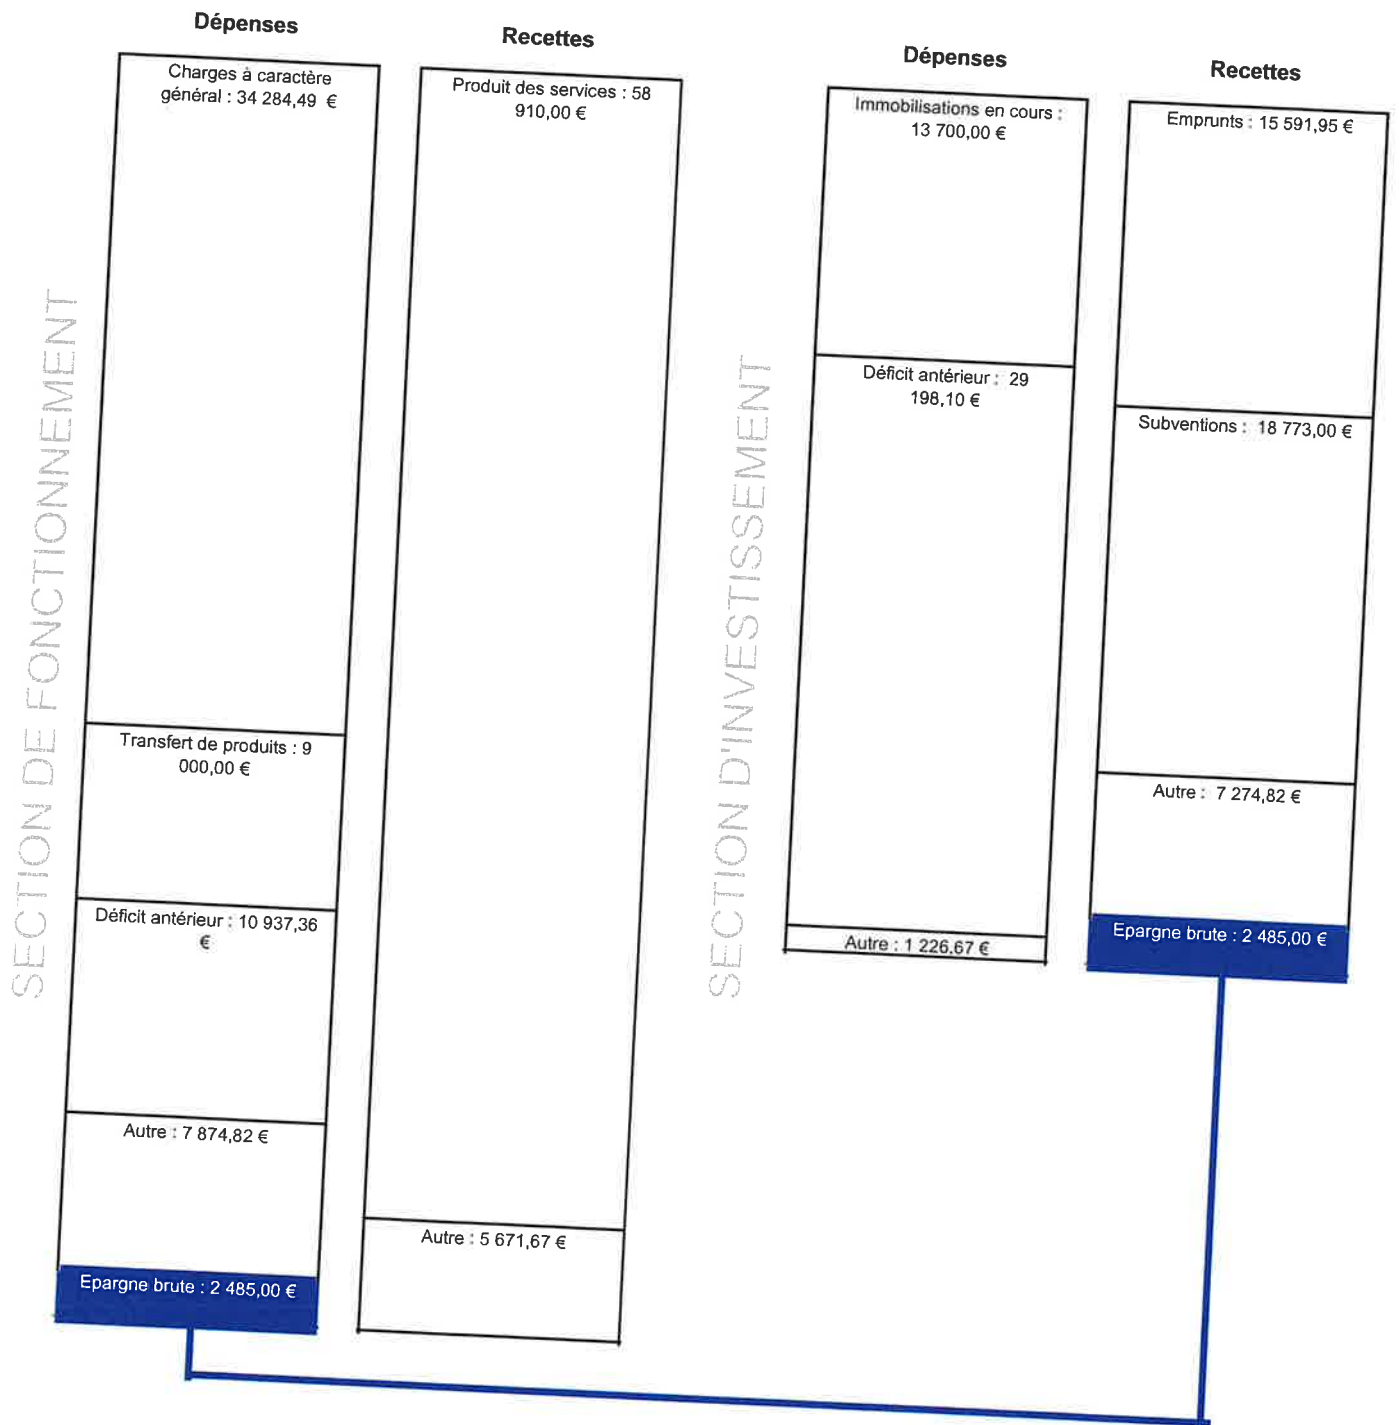 Dépenses
Recettes
Charges à caractère
général : 34 284,49 €
Produit des services : 58
910,00 €
SECTION DE FONCTIONNEMENT
Transfert de produits : 9
000,00 €
Déficit antérieur : 10 937,36
€
Autre : 7 874,82 €
Autre : 5 671,67 €
Epargne brute : 2 485,00 €
Dépenses
Recettes
Immobilisations en cours :
13 700,00 €
Emprunts : 15 591,95 €
SECTION D'INVESTISSEMENT
Déficit antérieur : 29
198,10 €
Subventions : 18 773,00 €
Autre : 7 274,82 €
Autre : 1 226,67 €
Epargne brute : 2 485,00 €